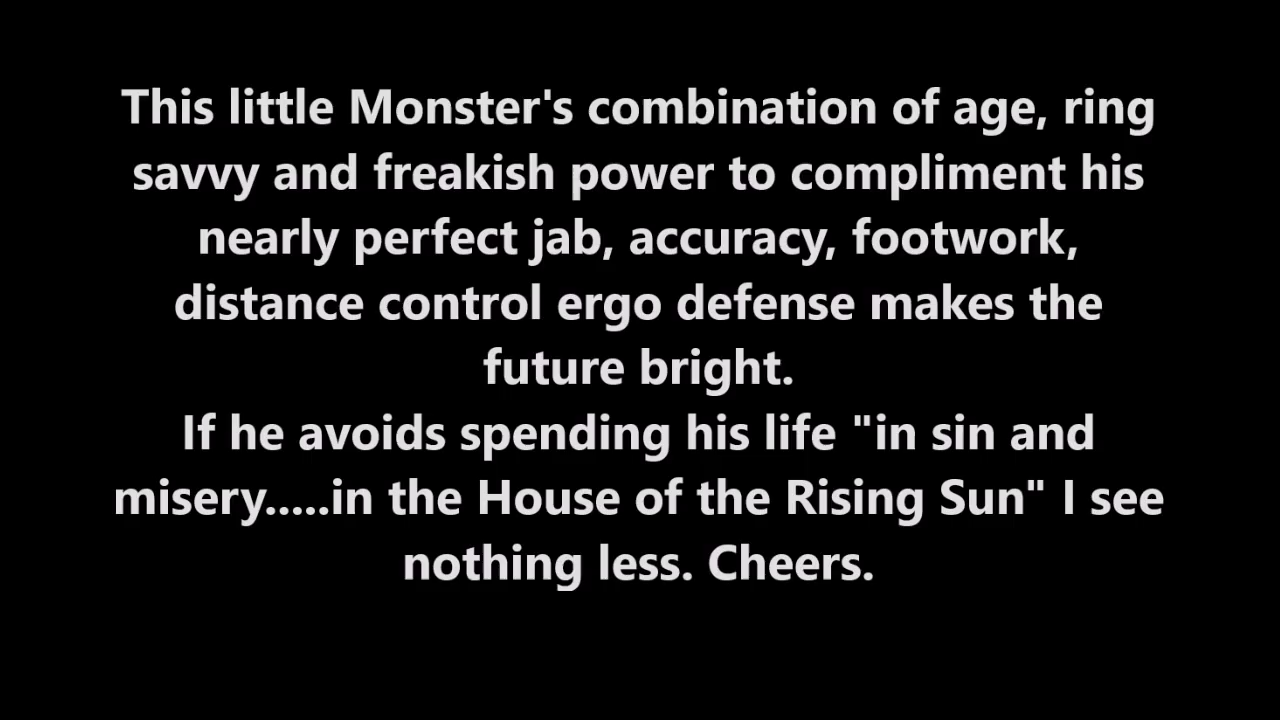 This little Monster's combination of age, ring
savvy and freakish power to compliment his
nearly perfect jab, accuracy, footwork,
distance control ergo defense makes the
future bright.
If he avoids spending his life "in sin and
misery.....in the House of the Rising Sun" I see
nothing less. Cheers.